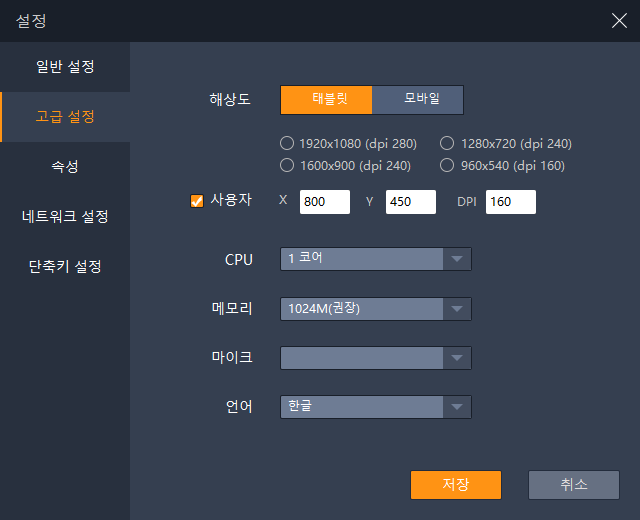 설정
일반 설정
고급 설정
속성
네트워크 설정
단축키 설정
해상도 태블릿 모바일
1920x1080 (dpi 280) 1280x720 (dpi 240)
1600x900 (dpi 240) 960x540 (dpi 160)
사용자 X 800 Y 450 DPI 160
CPU 1 코어
메모리 1024M(권장)
마이크
언어 한글
저장 취소